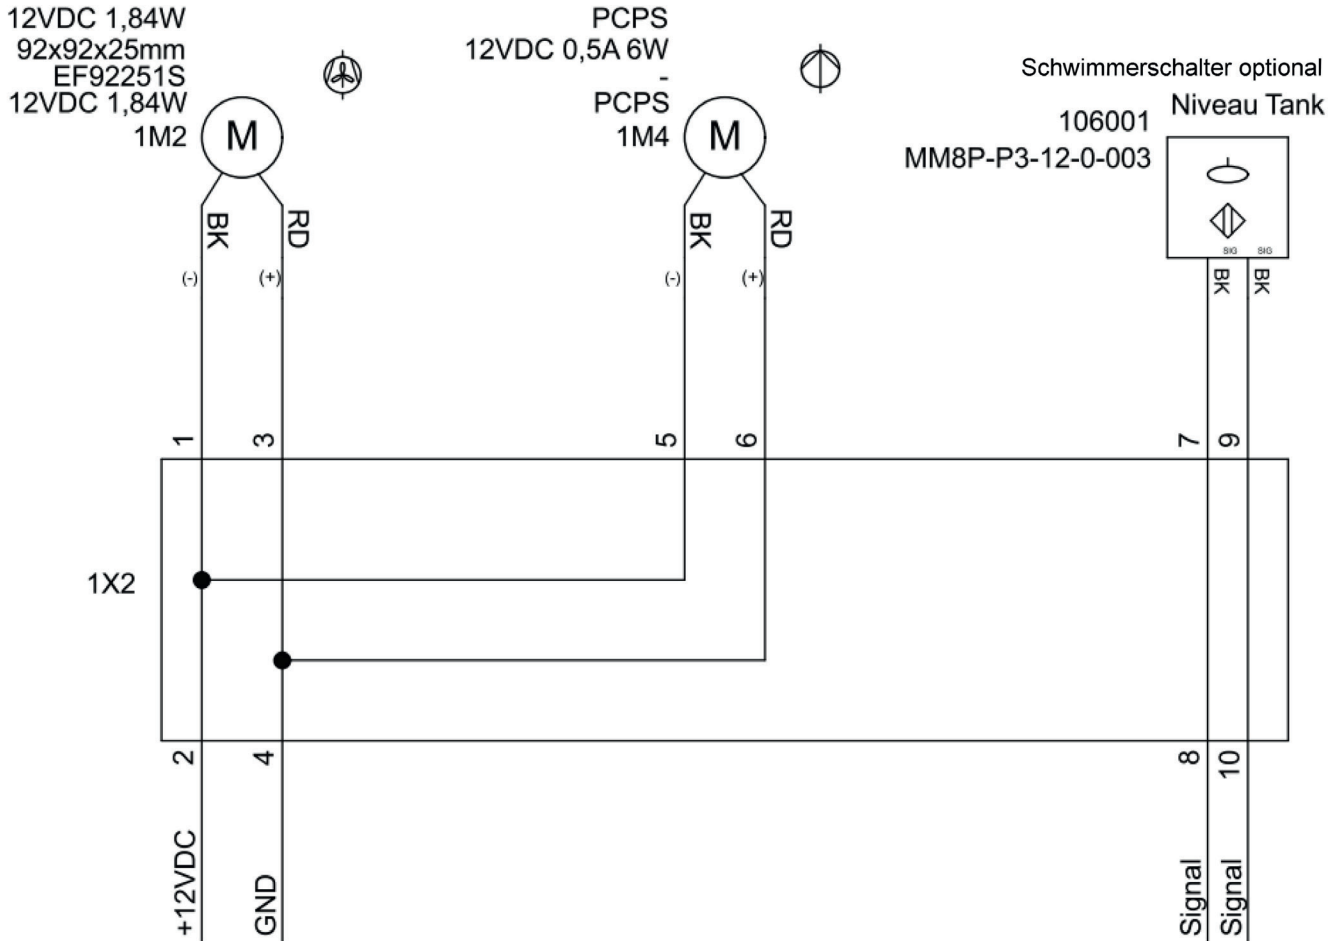 12VDC 1,84W
92x92x25mm
EF92251S
12VDC 1,84W
1M2
M
BK
RD
(-)
(+)
PCPS
12VDC 0,5A 6W
-
PCPS
1M4
M
BK
RD
(-)
(+)
Schwimmerschalter optional
Niveau Tank
106001
MM8P-P3-12-0-003
SIG
SIG
BK
BK
1
3
5
6
7
9
1X2
2
4
8
10
+12VDC
GND
Signal
Signal